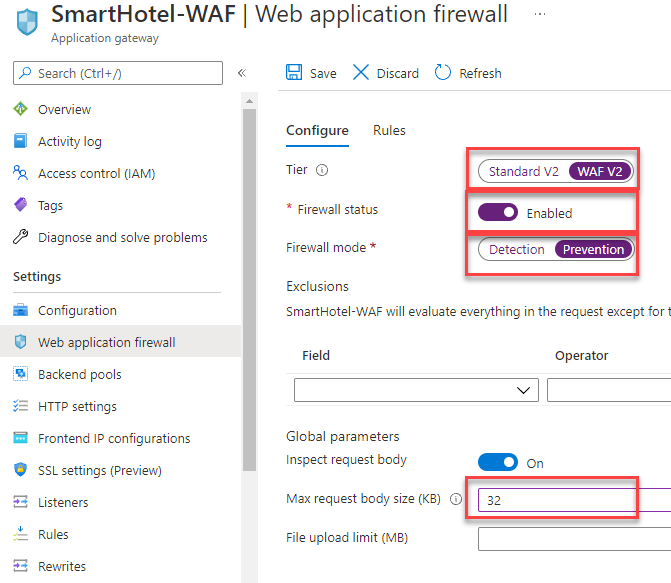 SmartHotel-WAF | Web application firewall ...
Application gateway
Search (Ctrl+/)
«
Overview
Activity log
Access control (IAM)
Tags
Diagnose and solve problems
Settings
Configuration
Web application firewall
Backend pools
HTTP settings
Frontend IP configurations
SSL settings (Preview)
Listeners
Rules
Rewrites
Save Discard Refresh
Configure Rules
Tier Standard V2 WAF V2
* Firewall status Enabled
Firewall mode * Detection Prevention
Exclusions
SmartHotel-WAF will evaluate everything in the request except for t
Field Operator
Global parameters
Inspect request body On
Max request body size (KB) 32
File upload limit (MB)